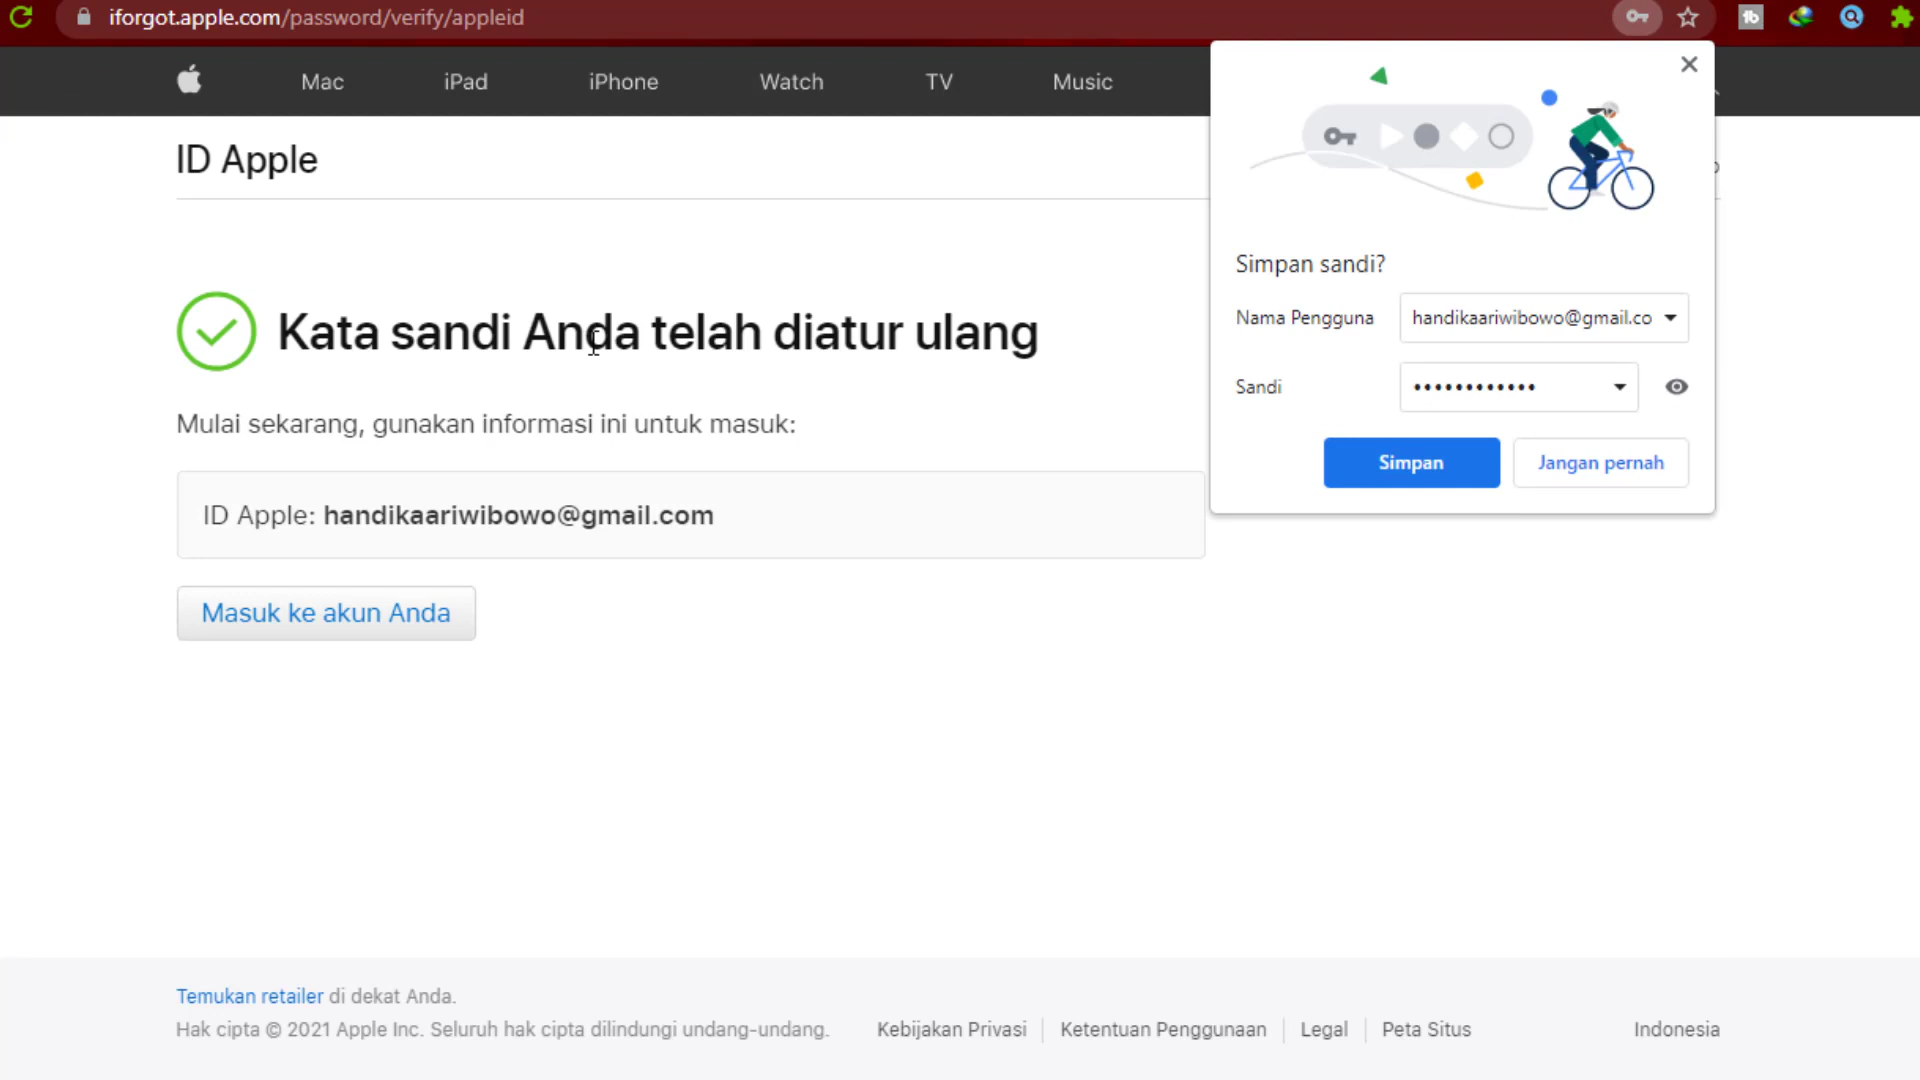 iforgot.apple.com/password/verify/appleid
Mac iPad iPhone Watch TV Music
ID Apple
Kata sandi Anda telah diatur ulang
Mulai sekarang, gunakan informasi ini untuk masuk:
ID Apple: handikaariwibowo@gmail.com
Masuk ke akun Anda
Simpan sandi?
Nama Pengguna handikaariwibowo@gmail.co
Sandi ••••••••••••
Simpan Jangan pernah
Temukan retailer di dekat Anda.
Hak cipta © 2021 Apple Inc. Seluruh hak cipta dilindungi undang-undang. Kebijakan Privasi Ketentuan Penggunaan Legal Peta Situs Indonesia